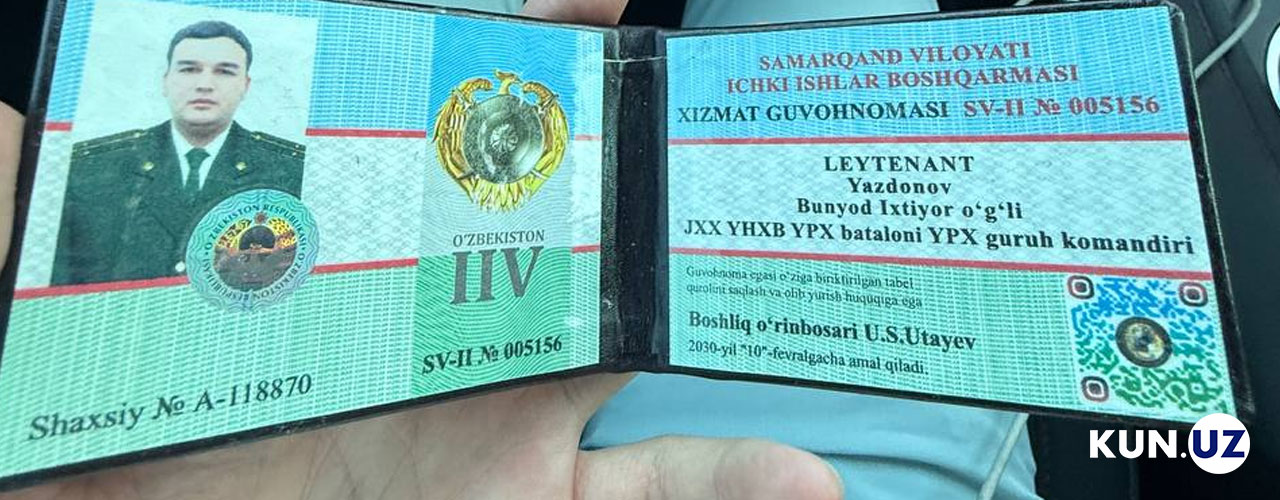 O'ZBEKISTON
IIV
SV-II № 005156
Shaxsiy № A-118870
SAMARQAND VILOYATI
ICHKI ISHLAR BOSHQARMASI
XIZMAT GUVOHNOMASI SV-II № 005156
LEYTENANT
Yazdonov
Bunyod Ixtiyor o‘g‘li
JXX YHXB YPX bataloni YPX guruh komandiri
Guvohnoma egasi o‘ziga biriktirilgan tabel
qurolini saqlash va olib yurish huquqiga ega
Boshliq o‘rinbosari U.S.Utayev
2030-yil "10"-fevralgacha amal qiladi.
KUN.UZ